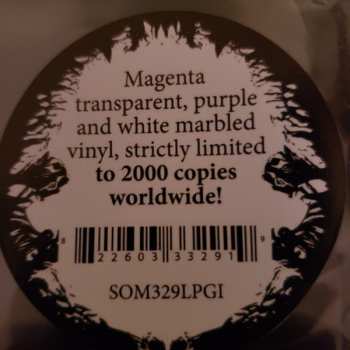 Magenta
transparent, purple
and white marbled
vinyl, strictly limited
to 2000 copies
worldwide!
8 22603 33291 9
SOM329LPGI